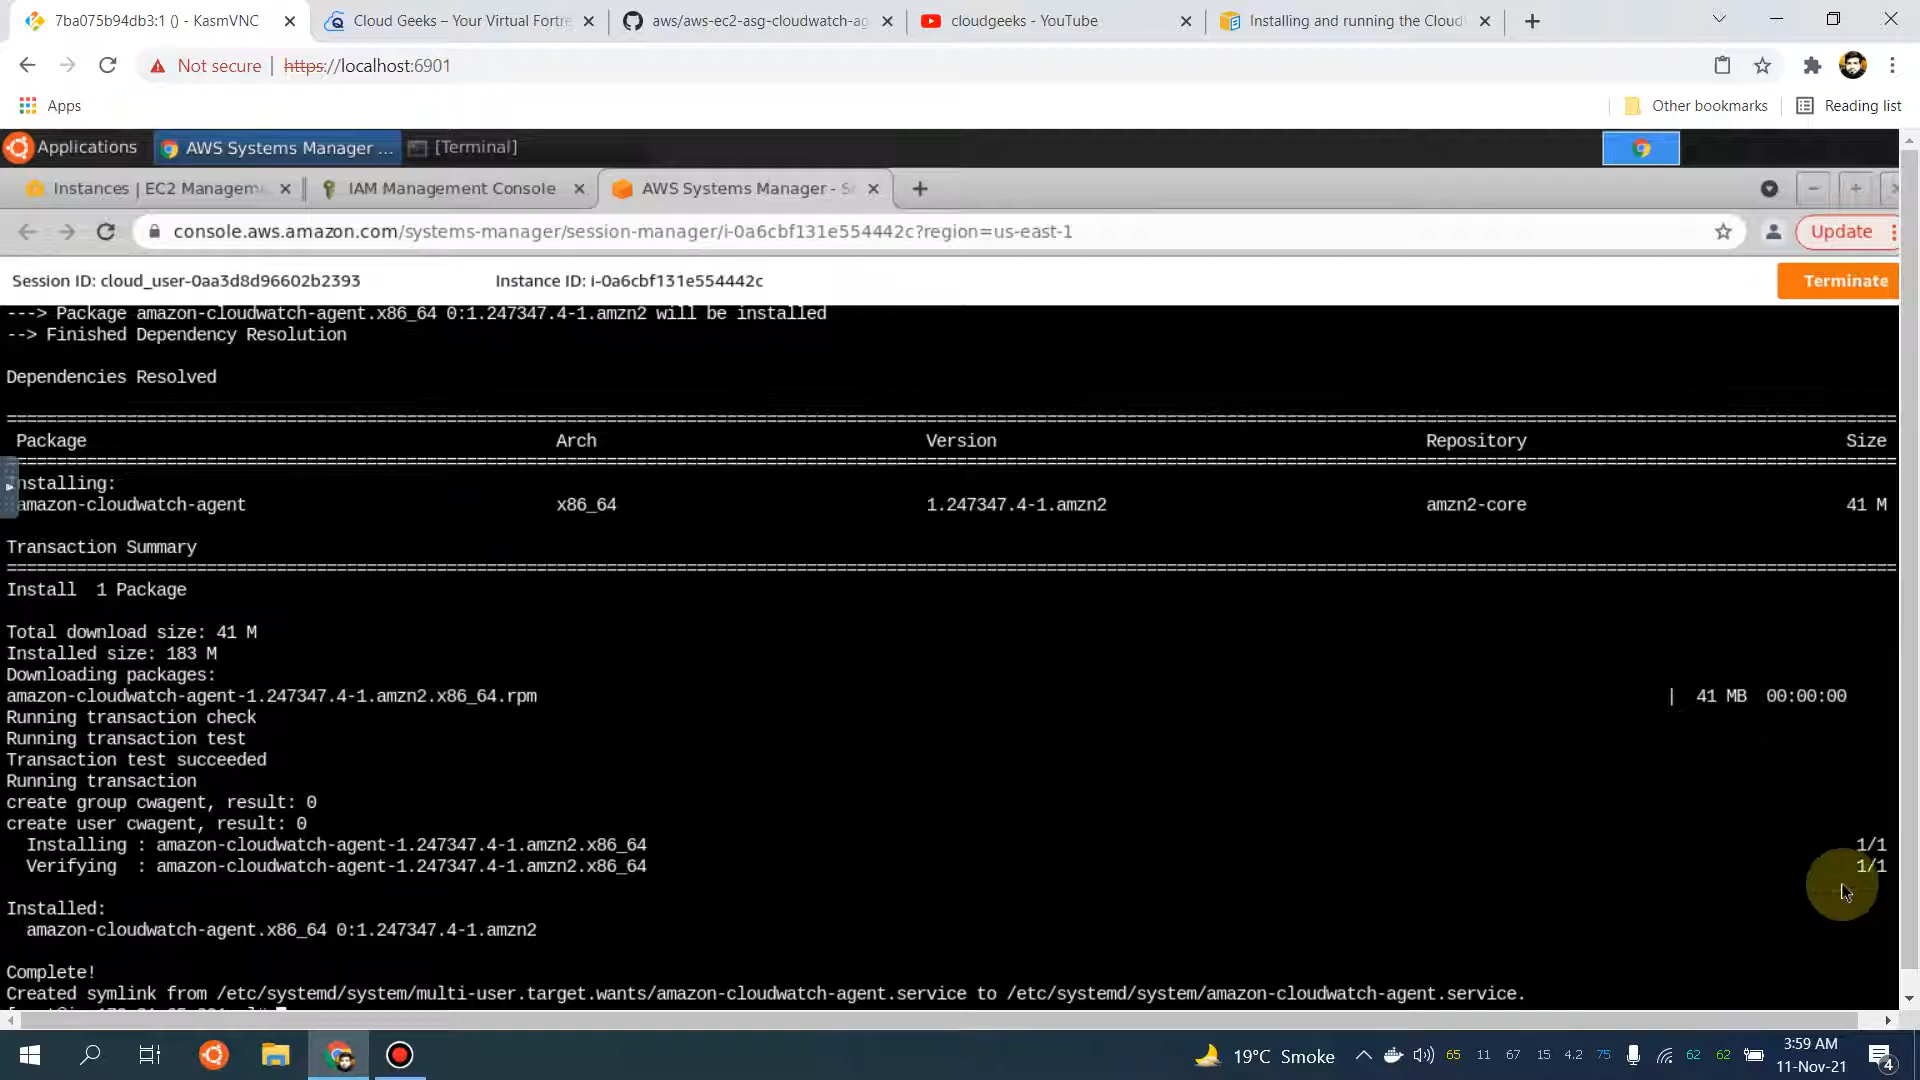 7ba075b94db3:1 () - KasmVNC
Cloud Geeks – Your Virtual Fortre
aws/aws-ec2-asg-cloudwatch-ag
cloudgeeks - YouTube
Installing and running the Cloud
Not secure | https://localhost:6901
Apps
Other bookmarks
Reading list
Applications
AWS Systems Manager ...
[Terminal]
Instances | EC2 Managem
IAM Management Console
AWS Systems Manager - S
console.aws.amazon.com/systems-manager/session-manager/i-0a6cbf131e554442c?region=us-east-1
Update
Session ID: cloud_user-0aa3d8d96602b2393
Instance ID: i-0a6cbf131e554442c
Terminate
---> Package amazon-cloudwatch-agent.x86_64 0:1.247347.4-1.amzn2 will be installed
--> Finished Dependency Resolution
Dependencies Resolved
Package Arch Version Repository Size
nstalling:
amazon-cloudwatch-agent x86_64 1.247347.4-1.amzn2 amzn2-core 41 M
Transaction Summary
Install 1 Package
Total download size: 41 M
Installed size: 183 M
Downloading packages:
amazon-cloudwatch-agent-1.247347.4-1.amzn2.x86_64.rpm | 41 MB 00:00:00
Running transaction check
Running transaction test
Transaction test succeeded
Running transaction
create group cwagent, result: 0
create user cwagent, result: 0
Installing : amazon-cloudwatch-agent-1.247347.4-1.amzn2.x86_64 1/1
Verifying : amazon-cloudwatch-agent-1.247347.4-1.amzn2.x86_64 1/1
Installed:
amazon-cloudwatch-agent.x86_64 0:1.247347.4-1.amzn2
Complete!
Created symlink from /etc/systemd/system/multi-user.target.wants/amazon-cloudwatch-agent.service to /etc/systemd/system/amazon-cloudwatch-agent.service.
19°C Smoke
65 11 67 15 4.2 75 62 62
3:59 AM
11-Nov-21
4